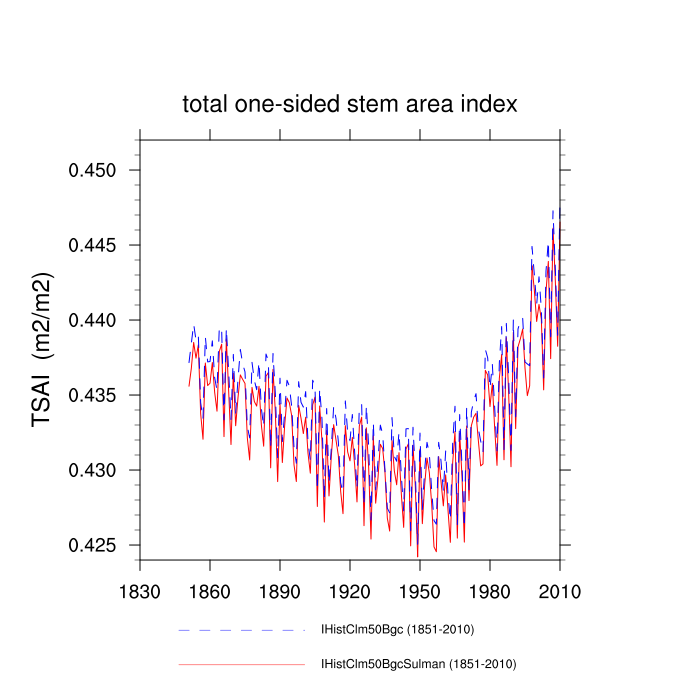 total one-sided stem area index
TSAI (m2/m2)
0.450
0.445
0.440
0.435
0.430
0.425
1830 1860 1890 1920 1950 1980 2010
IHistClm50Bgc (1851-2010)
IHistClm50BgcSulman (1851-2010)